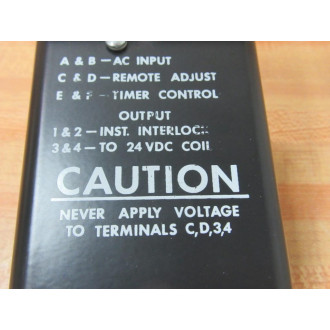 A & B — AC INPUT
C & D — REMOTE ADJUST
E & F — TIMER CONTROL
OUTPUT
1 & 2 — INST. INTERLOCK
3 & 4 — TO 24 VDC COIL
CAUTION
NEVER APPLY VOLTAGE
TO TERMINALS C,D,3,4